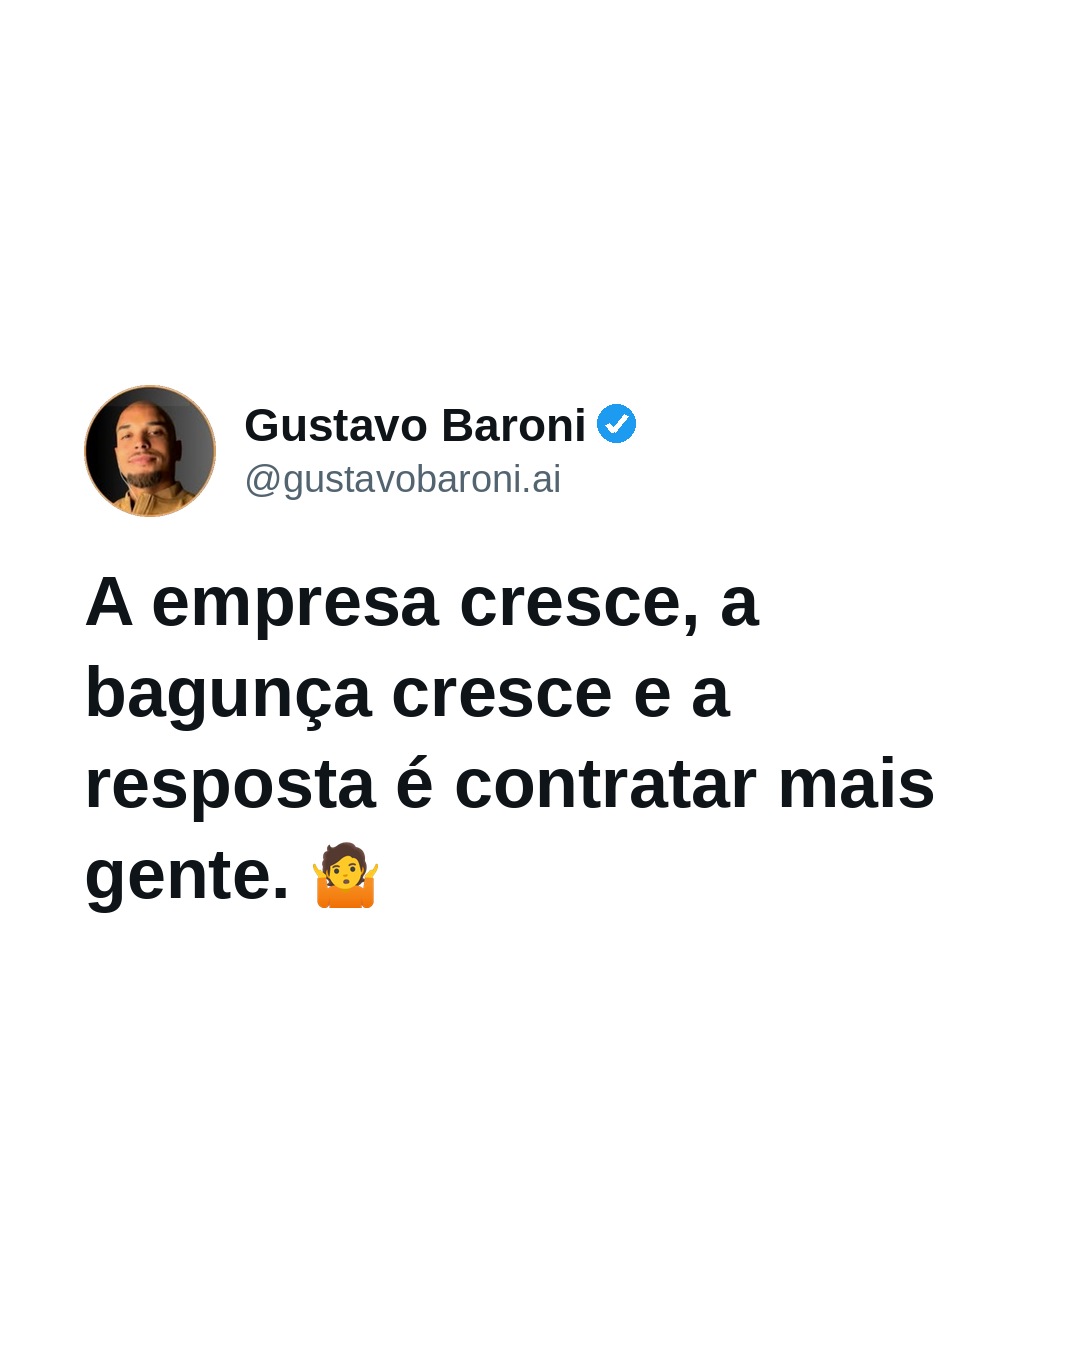 Gustavo Baroni
@gustavobaroni.ai
A empresa cresce, a
bagunça cresce e a
resposta é contratar mais
gente. 🤷